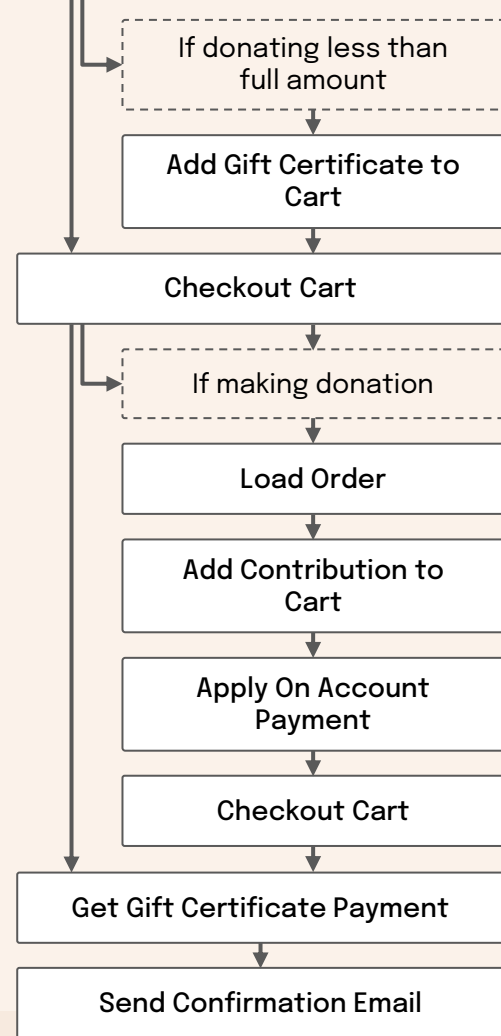 If donating less than
full amount
Add Gift Certificate to
Cart
Checkout Cart
If making donation
Load Order
Add Contribution to
Cart
Apply On Account
Payment
Checkout Cart
Get Gift Certificate Payment
Send Confirmation Email